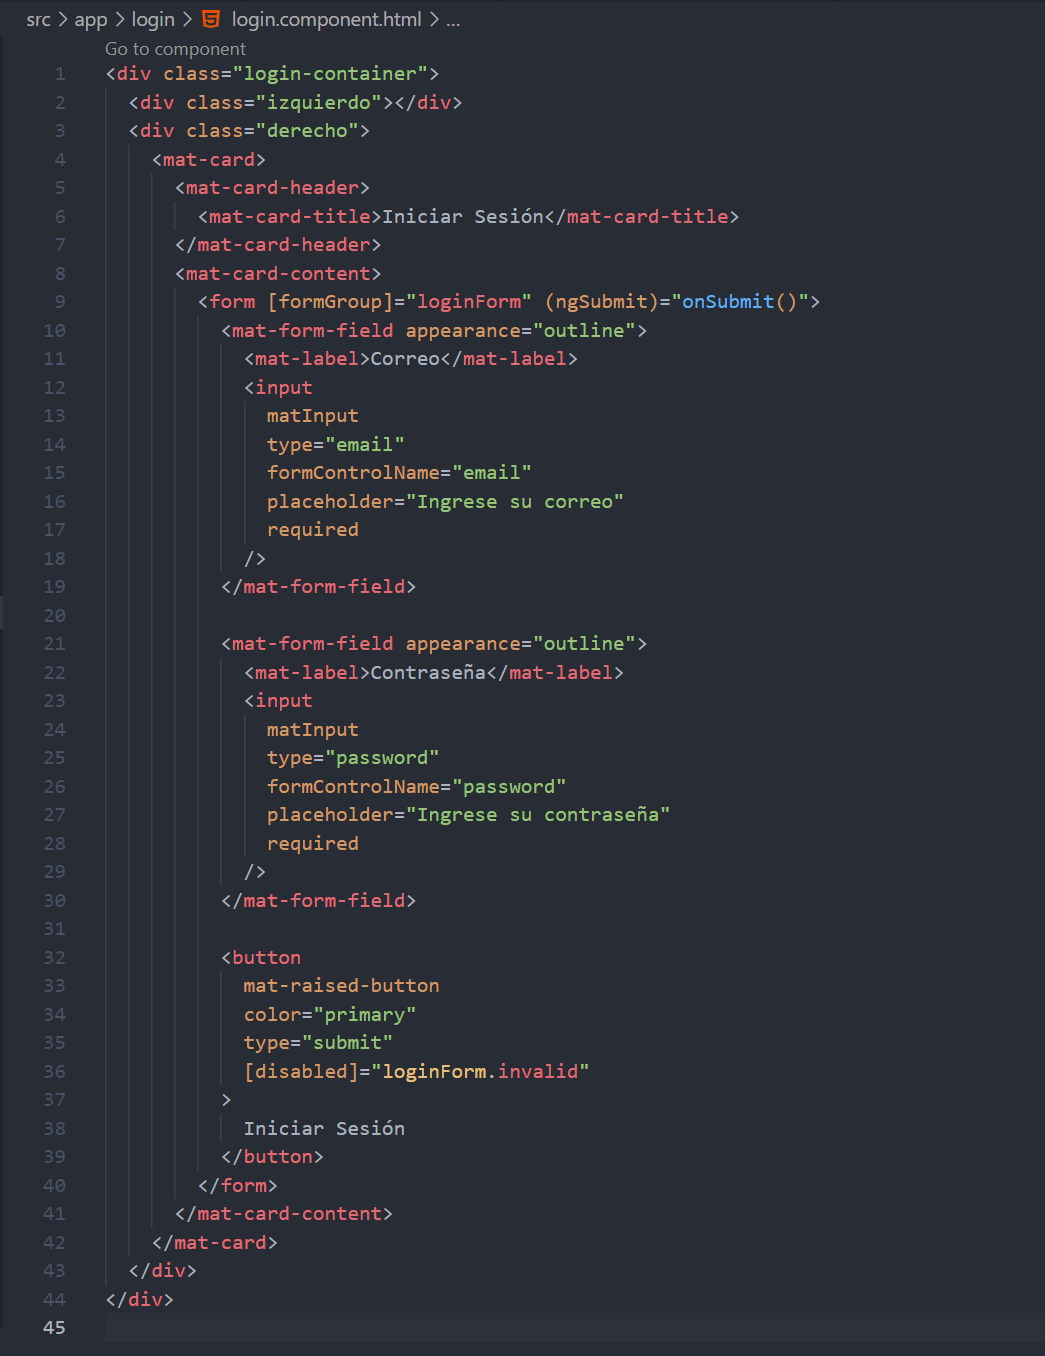 src > app > login > login.component.html > ...
Go to component
1 <div class="login-container">
2 <div class="izquierdo"></div>
3 <div class="derecho">
4 <mat-card>
5 <mat-card-header>
6 <mat-card-title>Iniciar Sesión</mat-card-title>
7 </mat-card-header>
8 <mat-card-content>
9 <form [formGroup]="loginForm" (ngSubmit)="onSubmit()">
10 <mat-form-field appearance="outline">
11 <mat-label>Correo</mat-label>
12 <input
13 matInput
14 type="email"
15 formControlName="email"
16 placeholder="Ingrese su correo"
17 required
18 />
19 </mat-form-field>
20
21 <mat-form-field appearance="outline">
22 <mat-label>Contraseña</mat-label>
23 <input
24 matInput
25 type="password"
26 formControlName="password"
27 placeholder="Ingrese su contraseña"
28 required
29 />
30 </mat-form-field>
31
32 <button
33 mat-raised-button
34 color="primary"
35 type="submit"
36 [disabled]="loginForm.invalid"
37 >
38 Iniciar Sesión
39 </button>
40 </form>
41 </mat-card-content>
42 </mat-card>
43 </div>
44 </div>
45